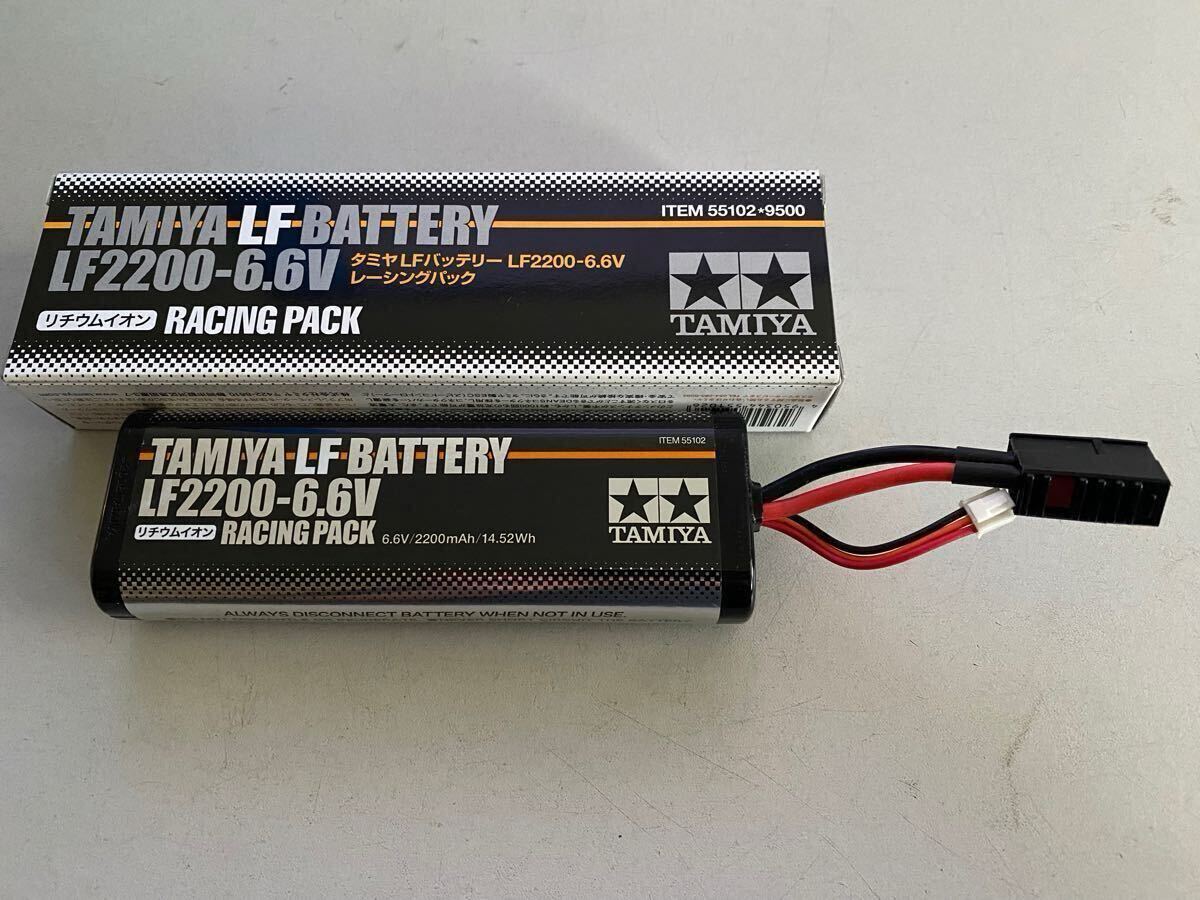 TAMIYA LF BATTERY
ITEM 55102★9500
LF2200-6.6V
タミヤLFバッテリー LF2200-6.6V
レーシングパック
リチウムイオン RACING PACK
TAMIYA
TAMIYA LF BATTERY
ITEM 55102
LF2200-6.6V
リチウムイオン RACING PACK 6.6V/2200mAh/14.52Wh
TAMIYA
ALWAYS DISCONNECT BATTERY WHEN NOT IN USE.